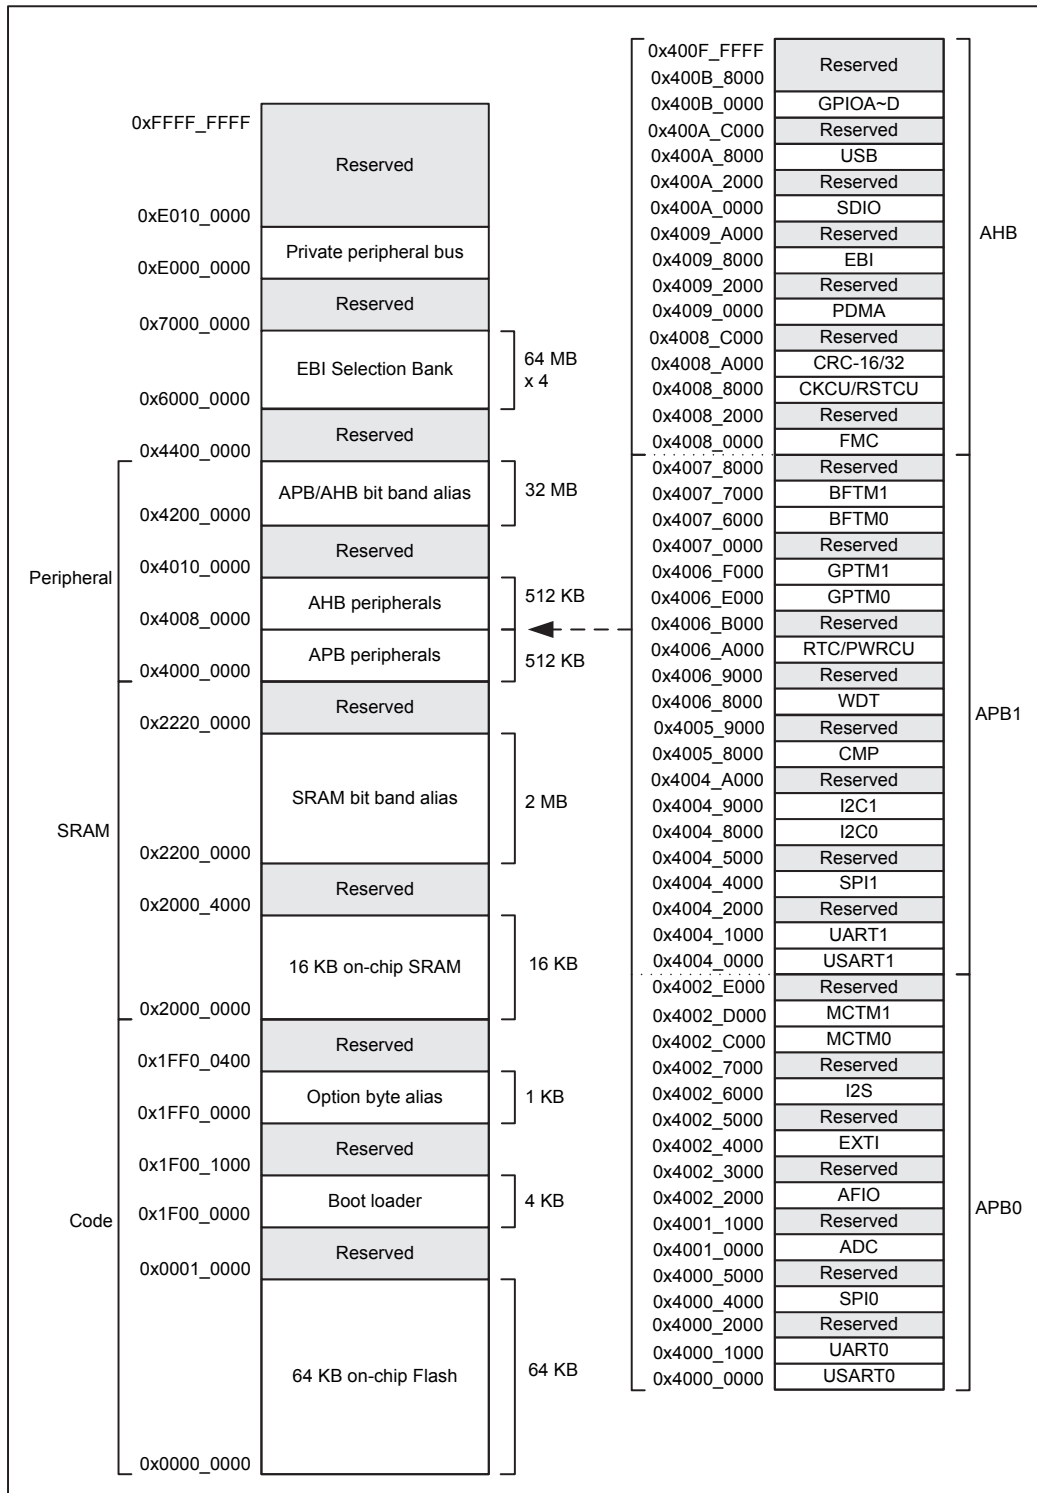 0xFFFF_FFFF
Reserved
0xE010_0000
Private peripheral bus
0xE000_0000
Reserved
0x7000_0000
EBI Selection Bank
64 MB
x 4
0x6000_0000
Reserved
0x4400_0000
APB/AHB bit band alias
32 MB
0x4200_0000
Reserved
0x4010_0000
Peripheral
AHB peripherals
512 KB
0x4008_0000
APB peripherals
512 KB
0x4000_0000
Reserved
0x2220_0000
SRAM bit band alias
2 MB
SRAM
0x2200_0000
Reserved
0x2000_4000
16 KB on-chip SRAM
16 KB
0x2000_0000
Reserved
0x1FF0_0400
Option byte alias
1 KB
0x1FF0_0000
Reserved
0x1F00_1000
Boot loader
4 KB
Code
0x1F00_0000
Reserved
0x0001_0000
64 KB on-chip Flash
64 KB
0x0000_0000
0x400F_FFFF
Reserved
0x400B_8000
0x400B_0000 GPIOA~D
0x400A_C000 Reserved
0x400A_8000 USB
0x400A_2000 Reserved
0x400A_0000 SDIO
0x4009_A000 Reserved
AHB
0x4009_8000 EBI
0x4009_2000 Reserved
0x4009_0000 PDMA
0x4008_C000 Reserved
0x4008_A000 CRC-16/32
0x4008_8000 CKCU/RSTCU
0x4008_2000 Reserved
0x4008_0000 FMC
0x4007_8000 Reserved
0x4007_7000 BFTM1
0x4007_6000 BFTM0
0x4007_0000 Reserved
0x4006_F000 GPTM1
0x4006_E000 GPTM0
0x4006_B000 Reserved
0x4006_A000 RTC/PWRCU
0x4006_9000 Reserved
0x4006_8000 WDT
APB1
0x4005_9000 Reserved
0x4005_8000 CMP
0x4004_A000 Reserved
0x4004_9000 I2C1
0x4004_8000 I2C0
0x4004_5000 Reserved
0x4004_4000 SPI1
0x4004_2000 Reserved
0x4004_1000 UART1
0x4004_0000 USART1
0x4002_E000 Reserved
0x4002_D000 MCTM1
0x4002_C000 MCTM0
0x4002_7000 Reserved
0x4002_6000 I2S
0x4002_5000 Reserved
0x4002_4000 EXTI
0x4002_3000 Reserved
0x4002_2000 AFIO
APB0
0x4001_1000 Reserved
0x4001_0000 ADC
0x4000_5000 Reserved
0x4000_4000 SPI0
0x4000_2000 Reserved
0x4000_1000 UART0
0x4000_0000 USART0